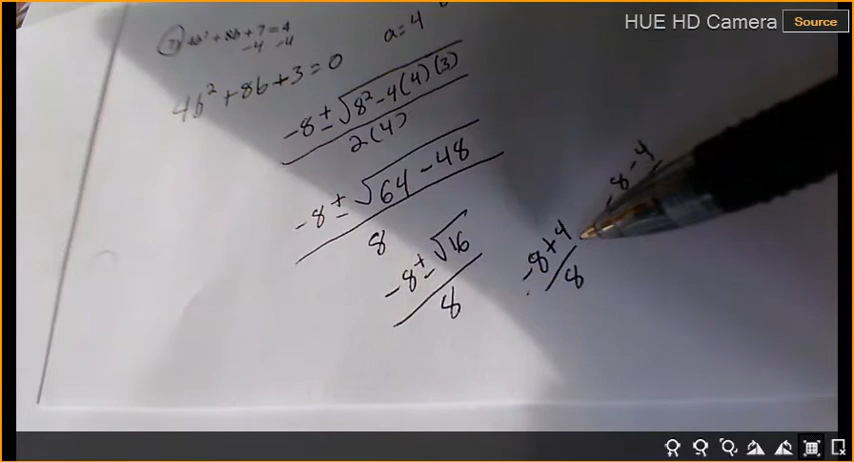 HUE HD Camera Source
7) 4b² + 8b + 7 = 4
-4 -4
a = 4
4b² + 8b + 3 = 0
-8 ± √8² - 4(4)(3)
2(4)
-8 ± √64 - 48
8
-8 ± √16
8
-8 + 4
8
-8 - 4